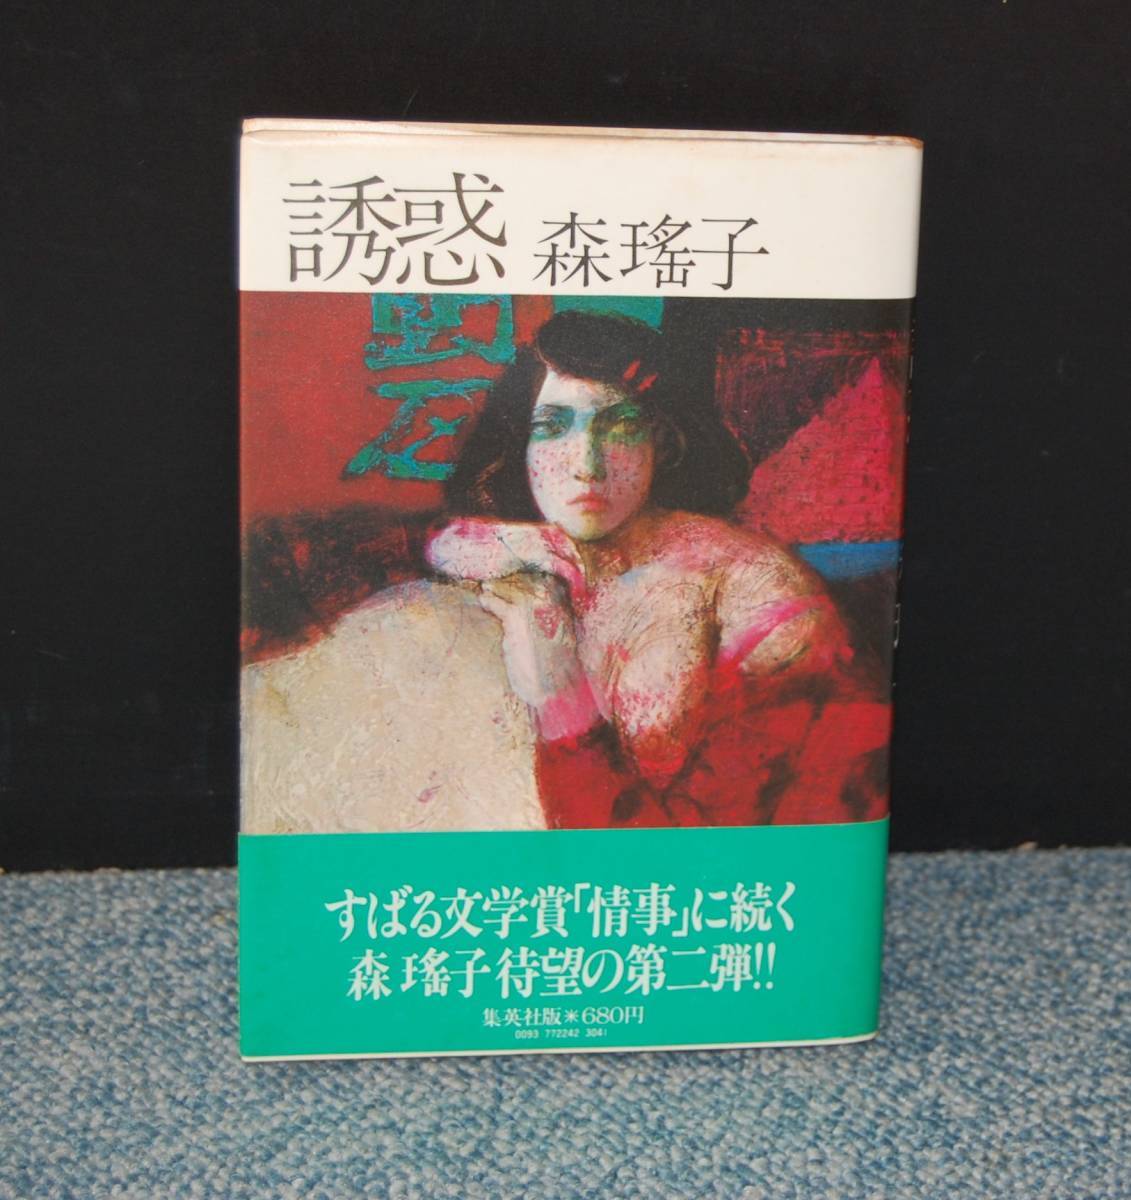 誘惑 森瑤子
すばる文学賞「情事」に続く
森瑤子待望の第二弾!!
集英社版＊680円
0093 772242 3041